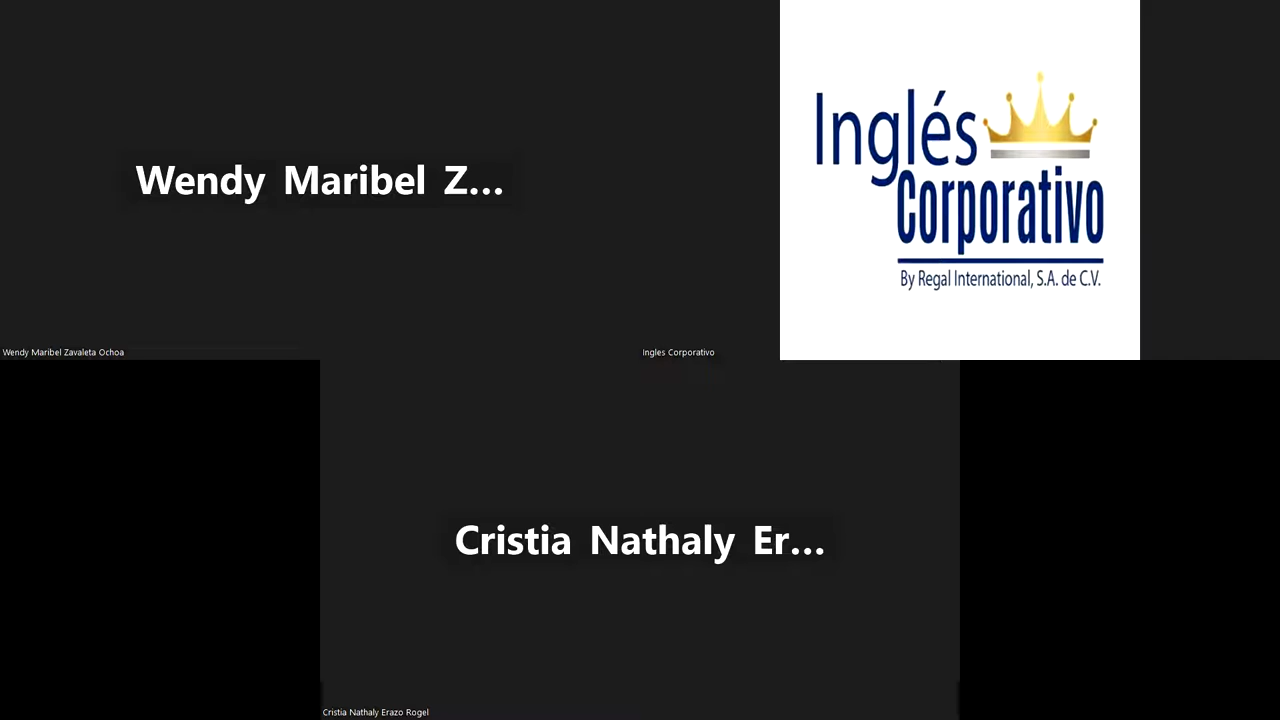 Wendy Maribel Z...
Wendy Maribel Zavaleta Ochoa
Inglés
Corporativo
By Regal International, S.A. de C.V.
Ingles Corporativo
Cristia Nathaly Er...
Cristia Nathaly Erazo Rogel